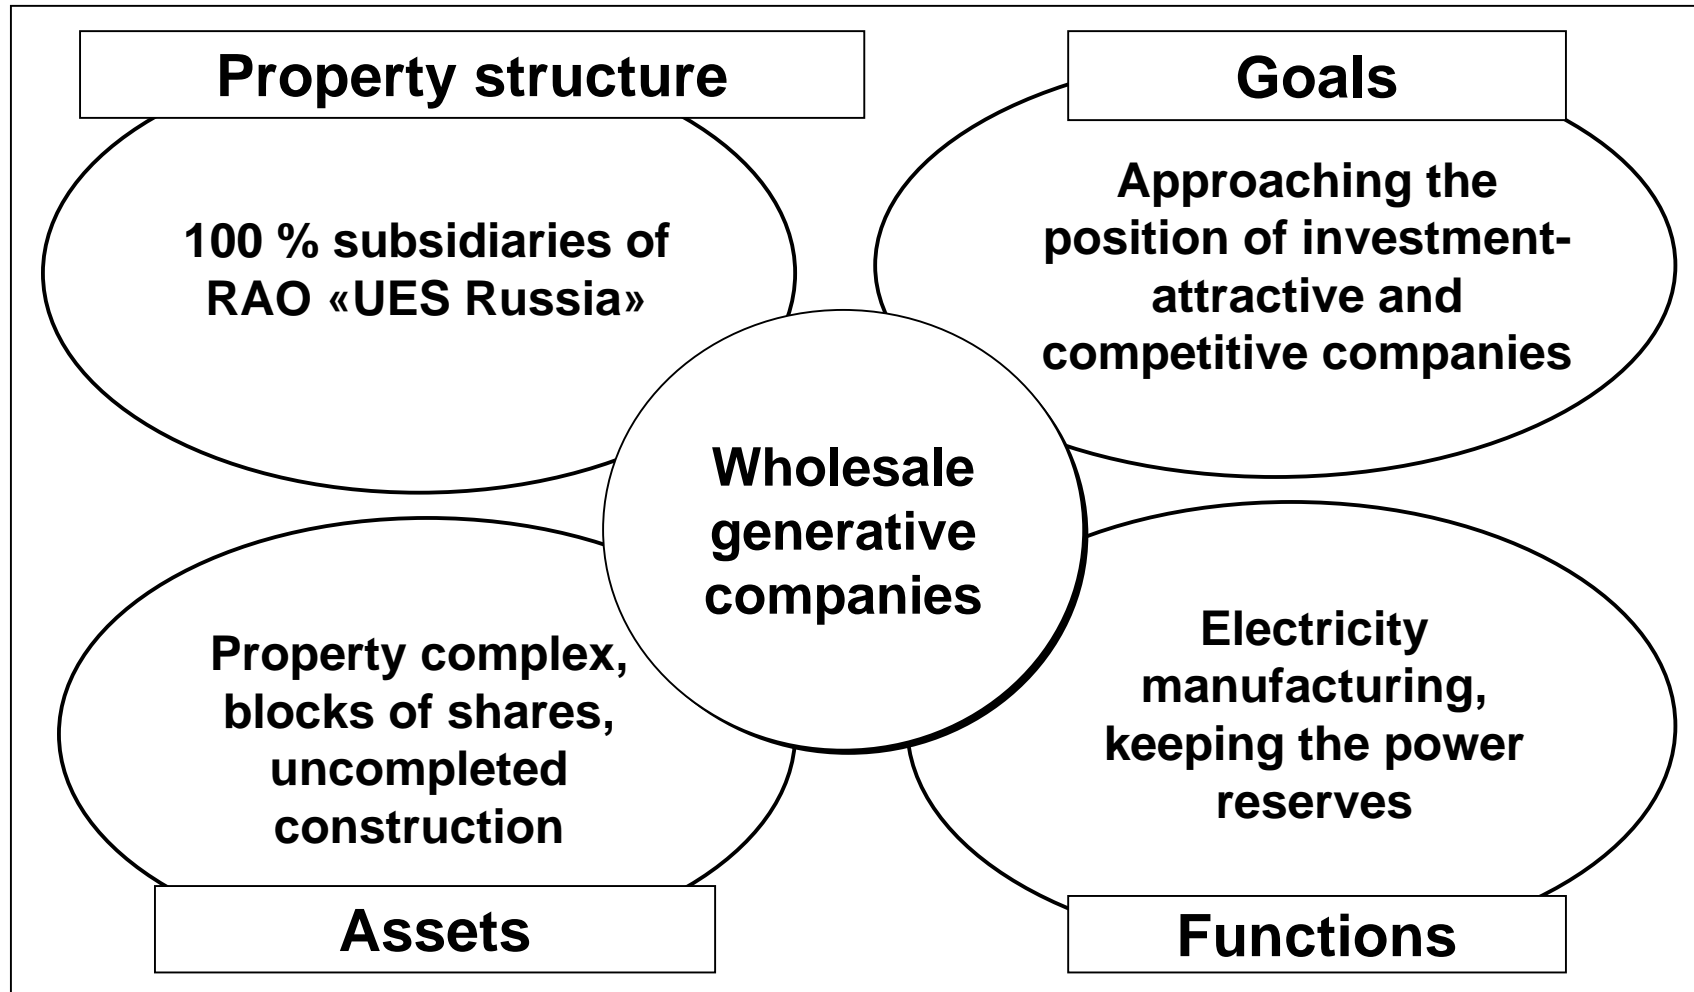 Property structure
100 % subsidiaries of
RAO «UES Russia»
Goals
Approaching the
position of investment-
attractive and
competitive companies
Wholesale
generative
companies
Property complex,
blocks of shares,
uncompleted
construction
Assets
Electricity
manufacturing,
keeping the power
reserves
Functions